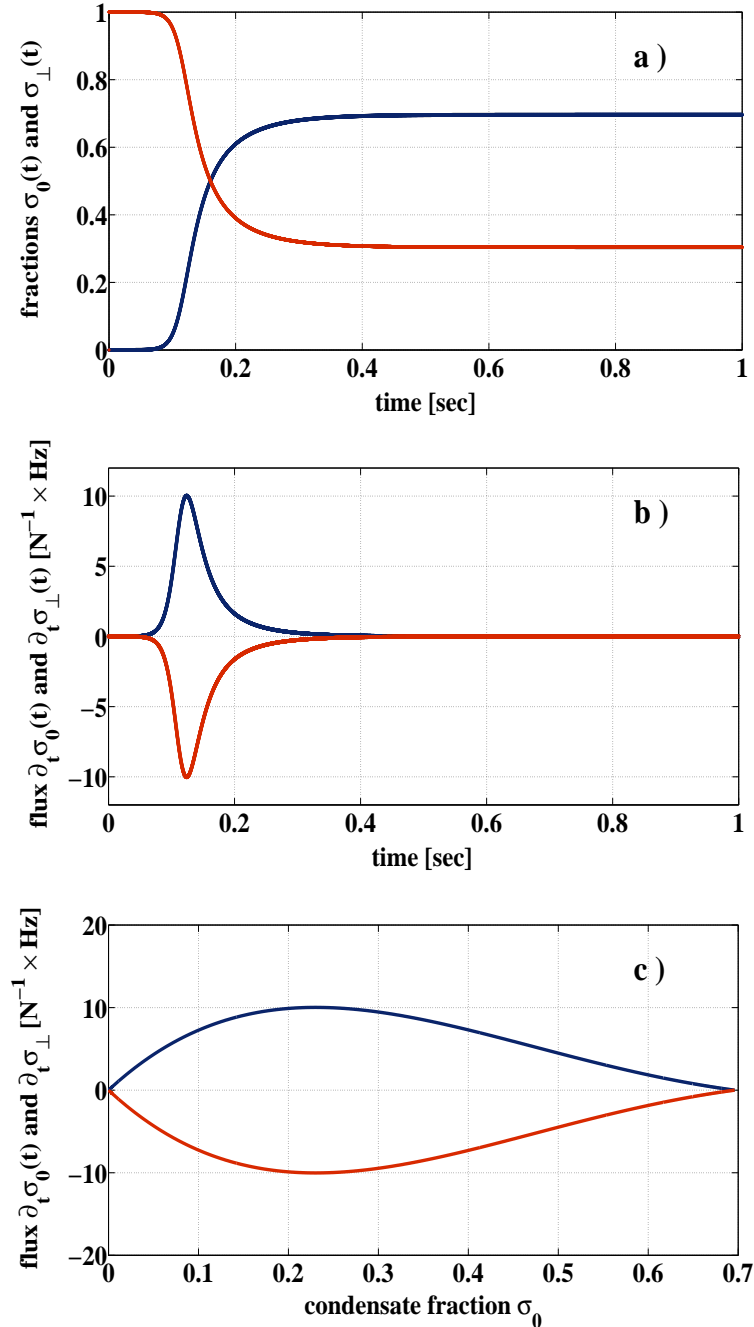 fractions σ₀(t) and σ⊥(t)
a )
1
0.8
0.6
0.4
0.2
0
0 0.2 0.4 0.6 0.8 1
time [sec]
flux ∂ₜσ₀(t) and ∂ₜσ⊥(t) [N⁻¹ × Hz]
b )
10
5
0
−5
−10
0 0.2 0.4 0.6 0.8 1
time [sec]
flux ∂ₜσ₀(t) and ∂ₜσ⊥ [N⁻¹ × Hz]
c )
20
10
0
−10
−20
0 0.1 0.2 0.3 0.4 0.5 0.6 0.7
condensate fraction σ₀